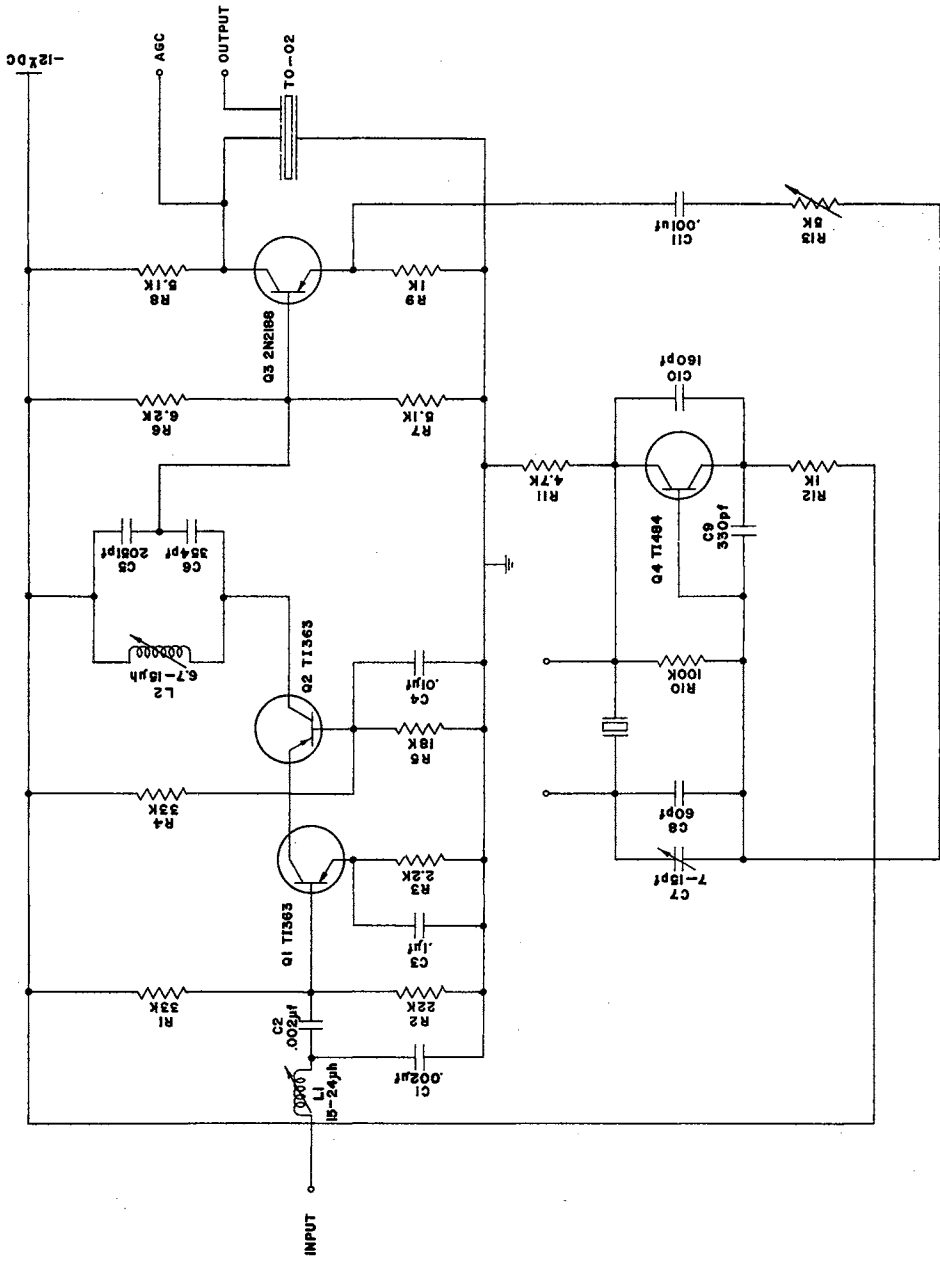 -12VDC
AGC
OUTPUT
TO-02
R8
5.1K
Q3 2N2188
R9
1K
R6
6.2K
R7
5.1K
C11
.001uf
R13
5K
C5
2051pf
C6
354pf
L2
6.7-15µh
Q2 TI363
C4
.01µf
R5
18K
R4
33K
Q1 TI363
R3
2.2K
C3
.1µf
R1
33K
C2
.002µf
R2
22K
C1
.002µf
L1
15-24µh
INPUT
R11
4.7K
C10
160pf
Q4 TI484
C9
330pf
R12
1K
R10
100K
C8
60pf
C7
7-15pf